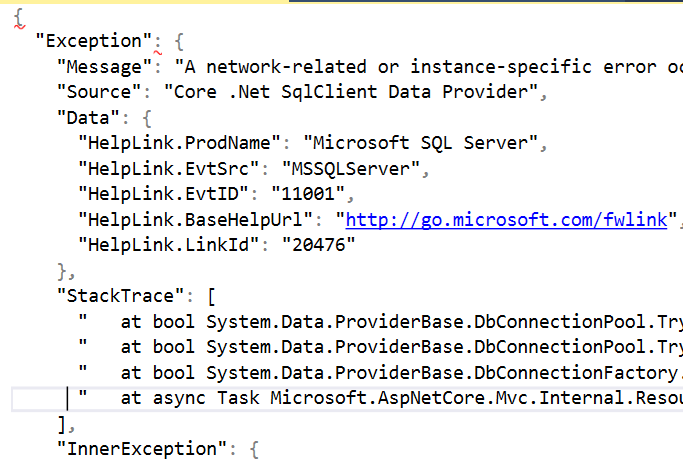 {
"Exception": {
"Message": "A network-related or instance-specific error
"Source": "Core .Net SqlClient Data Provider",
"Data": {
"HelpLink.ProdName": "Microsoft SQL Server",
"HelpLink.EvtSrc": "MSSQLServer",
"HelpLink.EvtID": "11001",
"HelpLink.BaseHelpUrl": "http://go.microsoft.com/fwlink",
"HelpLink.LinkId": "20476"
},
"StackTrace": [
"   at bool System.Data.ProviderBase.DbConnectionPool.Try
"   at bool System.Data.ProviderBase.DbConnectionPool.Try
"   at bool System.Data.ProviderBase.DbConnectionFactory.
"   at async Task Microsoft.AspNetCore.Mvc.Internal.Resou
],
"InnerException": {